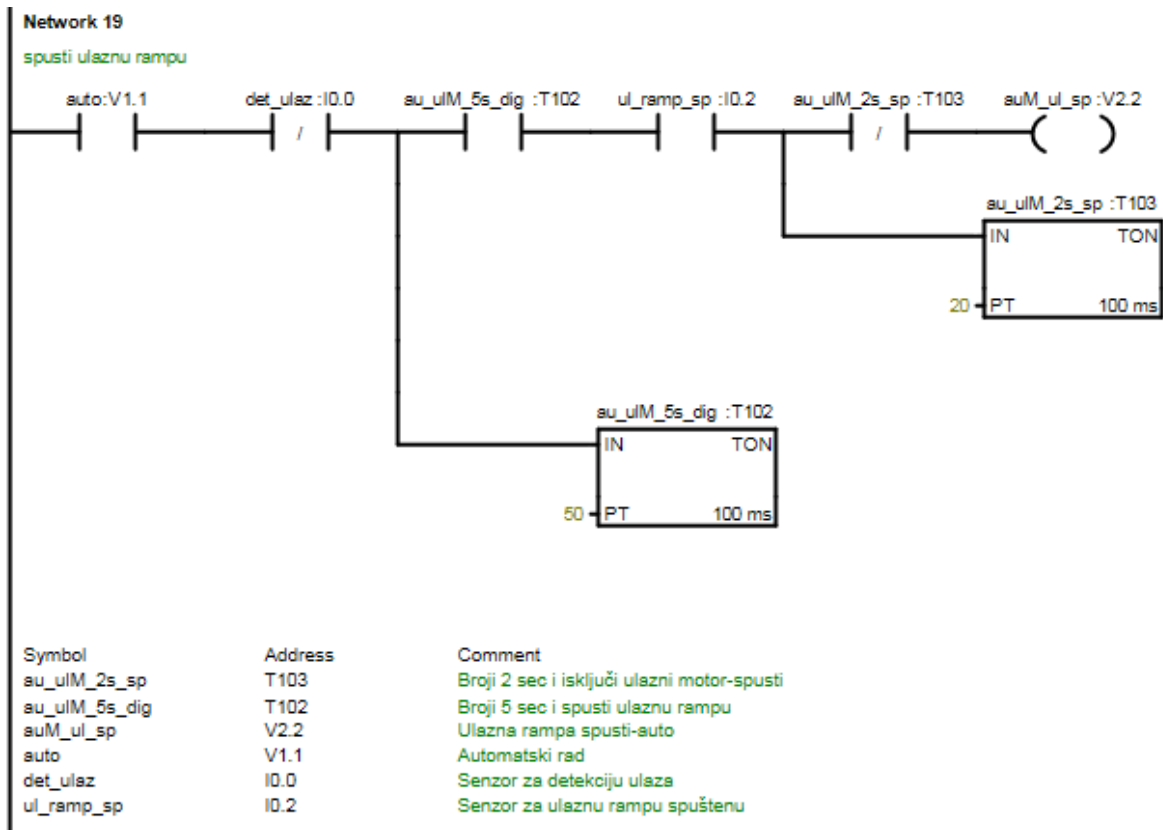 Network 19
spusti ulaznu rampu
auto:V1.1 det_ulaz :I0.0 au_ulM_5s_dig :T102 ul_ramp_sp :I0.2 au_ulM_2s_sp :T103 auM_ul_sp :V2.2
/ /
au_ulM_2s_sp :T103
IN TON
20 PT 100 ms
au_ulM_5s_dig :T102
IN TON
50 PT 100 ms
Symbol Address Comment
au_ulM_2s_sp T103 Broji 2 sec i isključi ulazni motor-spusti
au_ulM_5s_dig T102 Broji 5 sec i spusti ulaznu rampu
auM_ul_sp V2.2 Ulazna rampa spusti-auto
auto V1.1 Automatski rad
det_ulaz I0.0 Senzor za detekciju ulaza
ul_ramp_sp I0.2 Senzor za ulaznu rampu spuštenu